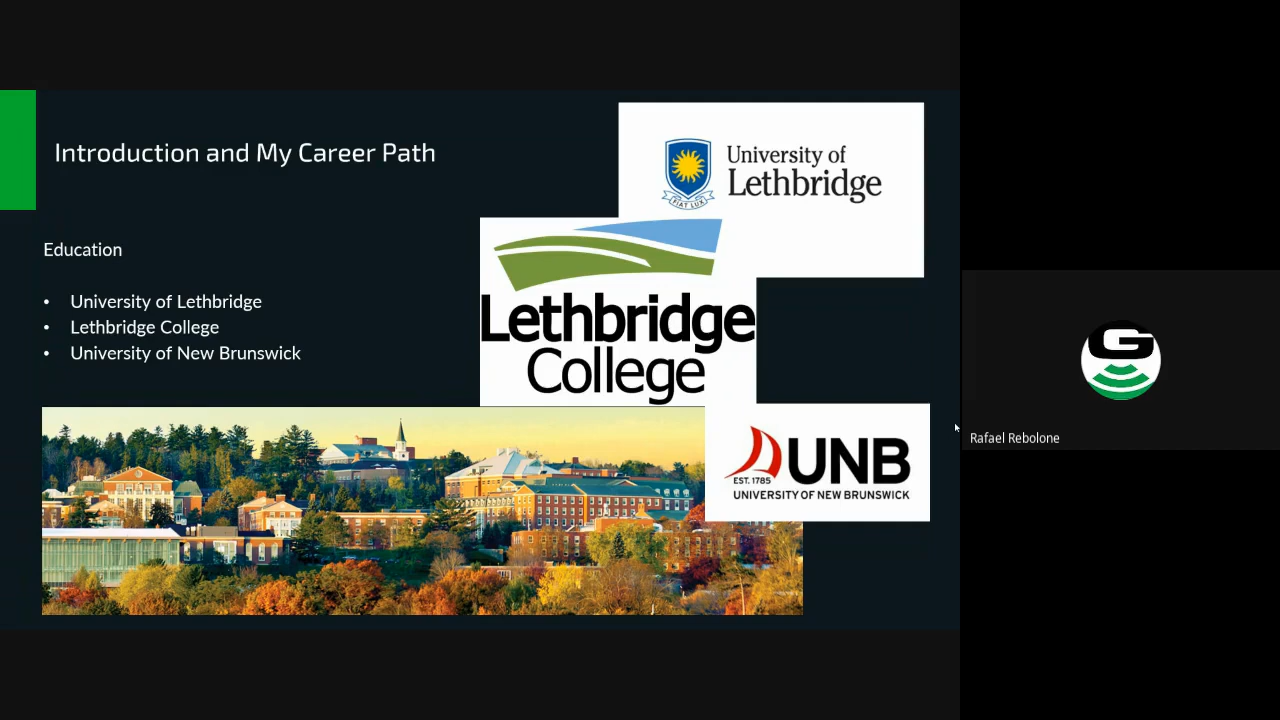 Introduction and My Career Path
University of
Lethbridge
FIAT LUX
Education
• University of Lethbridge
• Lethbridge College
• University of New Brunswick
Lethbridge
College
EST. 1785
UNB
UNIVERSITY OF NEW BRUNSWICK
G
Rafael Rebolone